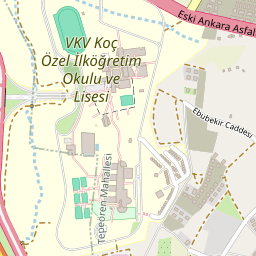 Eski Ankara Asfal
VKV Koç
Özel İlköğretim
Okulu ve
Lisesi
Ebubekir Caddesi
Tepeören Mahallesi